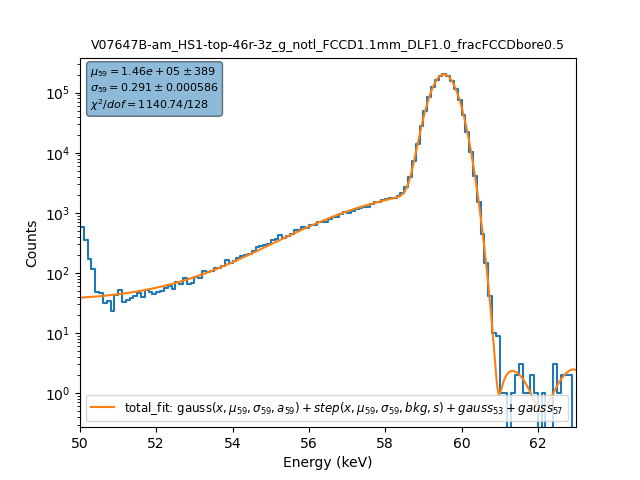 V07647B-am_HS1-top-46r-3z_g_notl_FCCD1.1mm_DLF1.0_fracFCCDbore0.5
μ₅₉ = 1.46e + 05 ± 389
σ₅₉ = 0.291 ± 0.000586
χ²/dof = 1140.74/128
10⁵
10⁴
10³
10²
10¹
10⁰
Counts
total_fit: gauss(x, μ₅₉, σ₅₉, a₅₉) + step(x, μ₅₉, σ₅₉, bkg, s) + gauss₅₃ + gauss₅₇
50 52 54 56 58 60 62
Energy (keV)